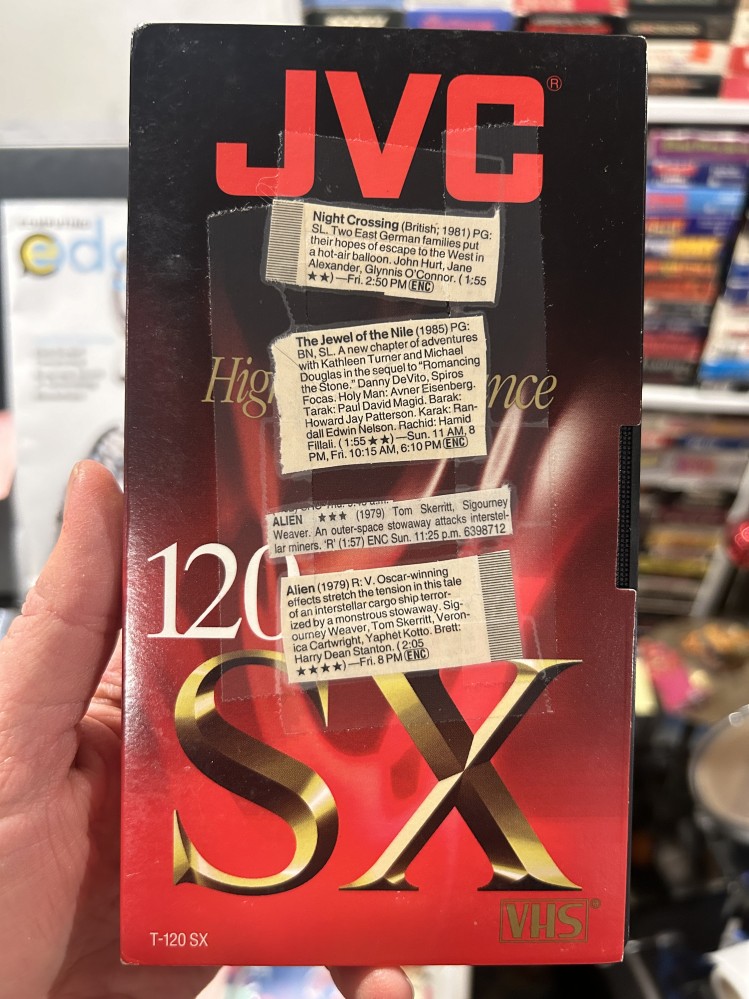 JVC®
Night Crossing (British; 1981) PG:
SL. Two East German families put
their hopes of escape to the West in
a hot-air balloon. John Hurt, Jane
Alexander, Glynnis O'Connor. (1:55
★★)—Fri. 2:50 PM ENC
The Jewel of the Nile (1985) PG:
BN, SL. A new chapter of adventures
with Kathleen Turner and Michael
Douglas in the sequel to "Romancing
the Stone." Danny DeVito, Spiros
Focas. Holy Man: Avner Eisenberg.
Tarak: Paul David Magid. Barak:
Howard Jay Patterson. Karak: Ran-
dall Edwin Nelson. Rachid: Hamid
Fillali. (1:55 ★★)—Sun. 11 AM, 8
PM, Fri. 10:15 AM, 6:10 PM ENC
Hig nce
ALIEN ★★★ (1979) Tom Skerritt, Sigourney
Weaver. An outer-space stowaway attacks interstel-
lar miners. 'R' (1:57) ENC Sun. 11:25 p.m. 6398712
120
Alien (1979) R: V. Oscar-winning
effects stretch the tension in this tale
of an interstellar cargo ship terror-
ized by a monstrous stowaway. Sig-
ourney Weaver, Tom Skerritt, Veron-
ica Cartwright, Yaphet Kotto. Brett:
Harry Dean Stanton. (2:05
★★★★)—Fri. 8 PM ENC
SX
VHS
T-120 SX
edg